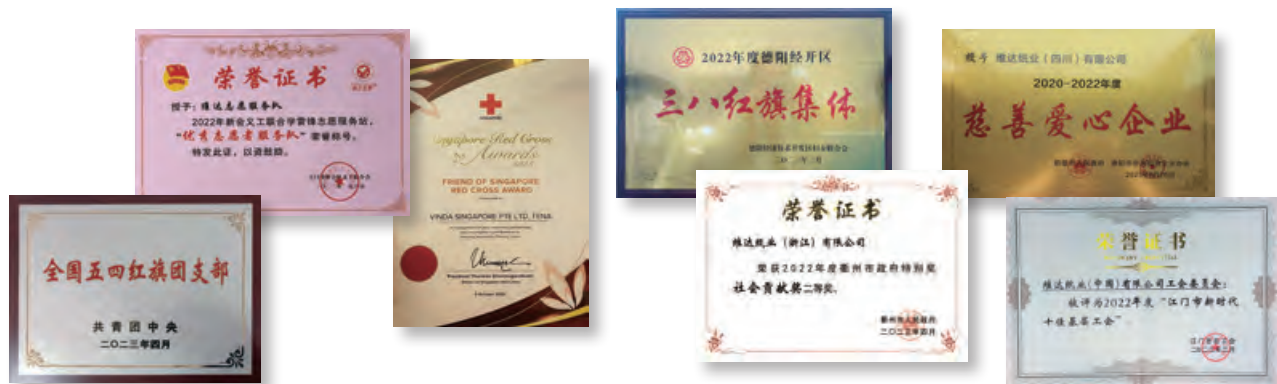 荣誉证书
授予：维达志愿服务队
2022年新会义工联合学雷锋志愿服务站，
“优秀志愿者服务队”荣誉称号。
特发此证，以资鼓励。
全国五四红旗团支部
共青团中央
二〇二三年四月
Singapore Red Cross
Awards
FRIEND OF SINGAPORE
RED CROSS AWARD
VINDA SINGAPORE PTE LTD, TENA
2022年度德阳经开区
三八红旗集体
荣誉证书
维达纸业（浙江）有限公司
荣获2022年度衢州市政府特别奖
社会贡献奖二等奖。
衢州市人民政府
二〇二三年四月
授予 维达纸业（四川）有限公司
2020-2022年度
慈善爱心企业
荣誉证书
维达纸业(中国)有限公司工会委员会：
被评为2022年度“江门市新时代
十佳基层工会”